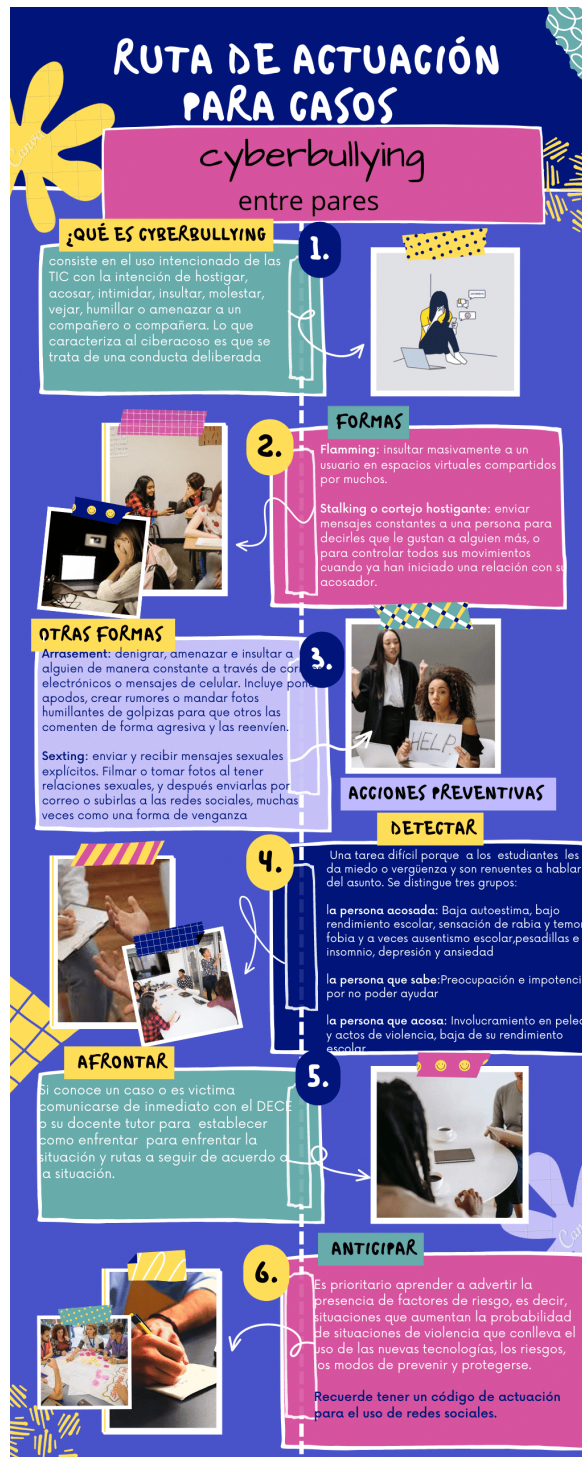 RUTA DE ACTUACIÓN
PARA CASOS
cyberbullying
entre pares
¿QUÉ ES CYBERBULLYING
1.
consiste en el uso intencionado de las
TIC con la intención de hostigar,
acosar, intimidar, insultar, molestar,
vejar, humillar o amenazar a un
compañero o compañera. Lo que
caracteriza al ciberacoso es que se
trata de una conducta deliberada
FORMAS
2.
Flamming: insultar masivamente a un
usuario en espacios virtuales compartidos
por muchos.
Stalking o cortejo hostigante: enviar
mensajes constantes a una persona para
decirles que le gustan a alguien más, o
para controlar todos sus movimientos
cuando ya han iniciado una relación con su
acosador.
OTRAS FORMAS
3.
Arrasement: denigrar, amenazar e insultar a
alguien de manera constante a través de
electrónicos o mensajes de celular. Incluye
apodos, crear rumores o mandar fotos
humillantes de golpizas para que otros las
comenten de forma agresiva y las reenvíen.
Sexting: enviar y recibir mensajes sexuales
explícitos. Filmar o tomar fotos al tener
relaciones sexuales, y después enviarlas por
correo o subirlas a las redes sociales, muchas
veces como una forma de venganza
HELP
ACCIONES PREVENTIVAS
DETECTAR
4.
Una tarea difícil porque a los estudiantes les
da miedo o vergüenza y son renuentes a hablar
del asunto. Se distingue tres grupos:
la persona acosada: Baja autoestima, bajo
rendimiento escolar, sensación de rabia y temor
fobia y a veces ausentismo escolar,pesadillas e
insomnio, depresión y ansiedad
la persona que sabe:Preocupación e impotenci
por no poder ayudar
la persona que acosa: Involucramiento en pelea
y actos de violencia, baja de su rendimiento
escolar
AFRONTAR
5.
Si conoce un caso o es victima
comunicarse de inmediato con el DECE
o su docente tutor para establecer
como enfrentar para enfrentar la
situación y rutas a seguir de acuerdo a
la situación.
ANTICIPAR
6.
Es prioritario aprender a advertir la
presencia de factores de riesgo, es decir,
situaciones que aumentan la probabilidad
de situaciones de violencia que conlleva el
uso de las nuevas tecnologías, los riesgos,
los modos de prevenir y protegerse.
Recuerde tener un código de actuación
para el uso de redes sociales.